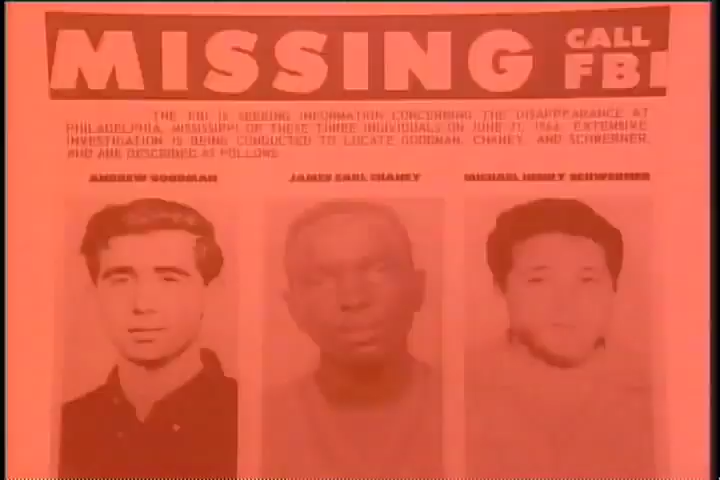 MISSING CALL FBI
THE FBI IS SEEKING INFORMATION CONCERNING THE DISAPPEARANCE AT
PHILADELPHIA, MISSISSIPPI, OF THESE THREE INDIVIDUALS ON JUNE 21, 1964. EXTENSIVE
INVESTIGATION IS BEING CONDUCTED TO LOCATE GOODMAN, CHANEY, AND SCHWERNER,
WHO ARE DESCRIBED AS FOLLOWS:
ANDREW GOODMAN JAMES EARL CHANEY MICHAEL HENRY SCHWERNER